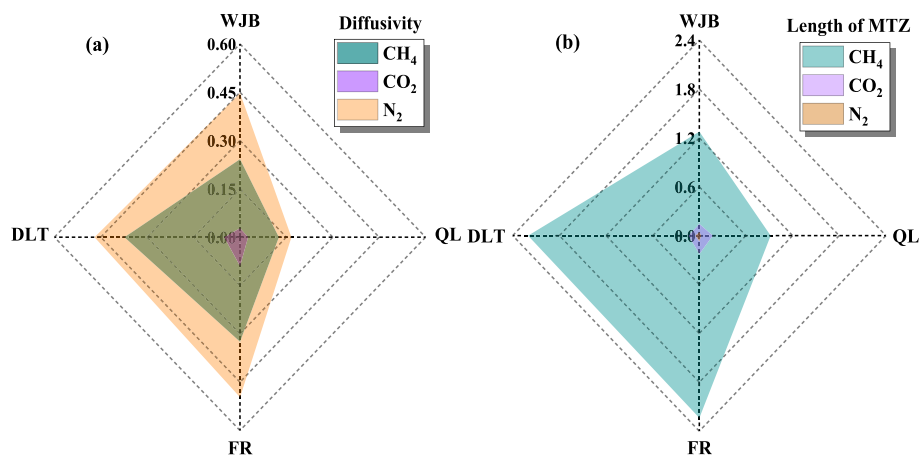 (a)
WJB
0.60
0.45
0.30
0.15
0.00
DLT
QL
FR
Diffusivity
CH₄
CO₂
N₂
(b)
WJB
2.4
1.8
1.2
0.6
0.0
DLT
QL
FR
Length of MTZ
CH₄
CO₂
N₂